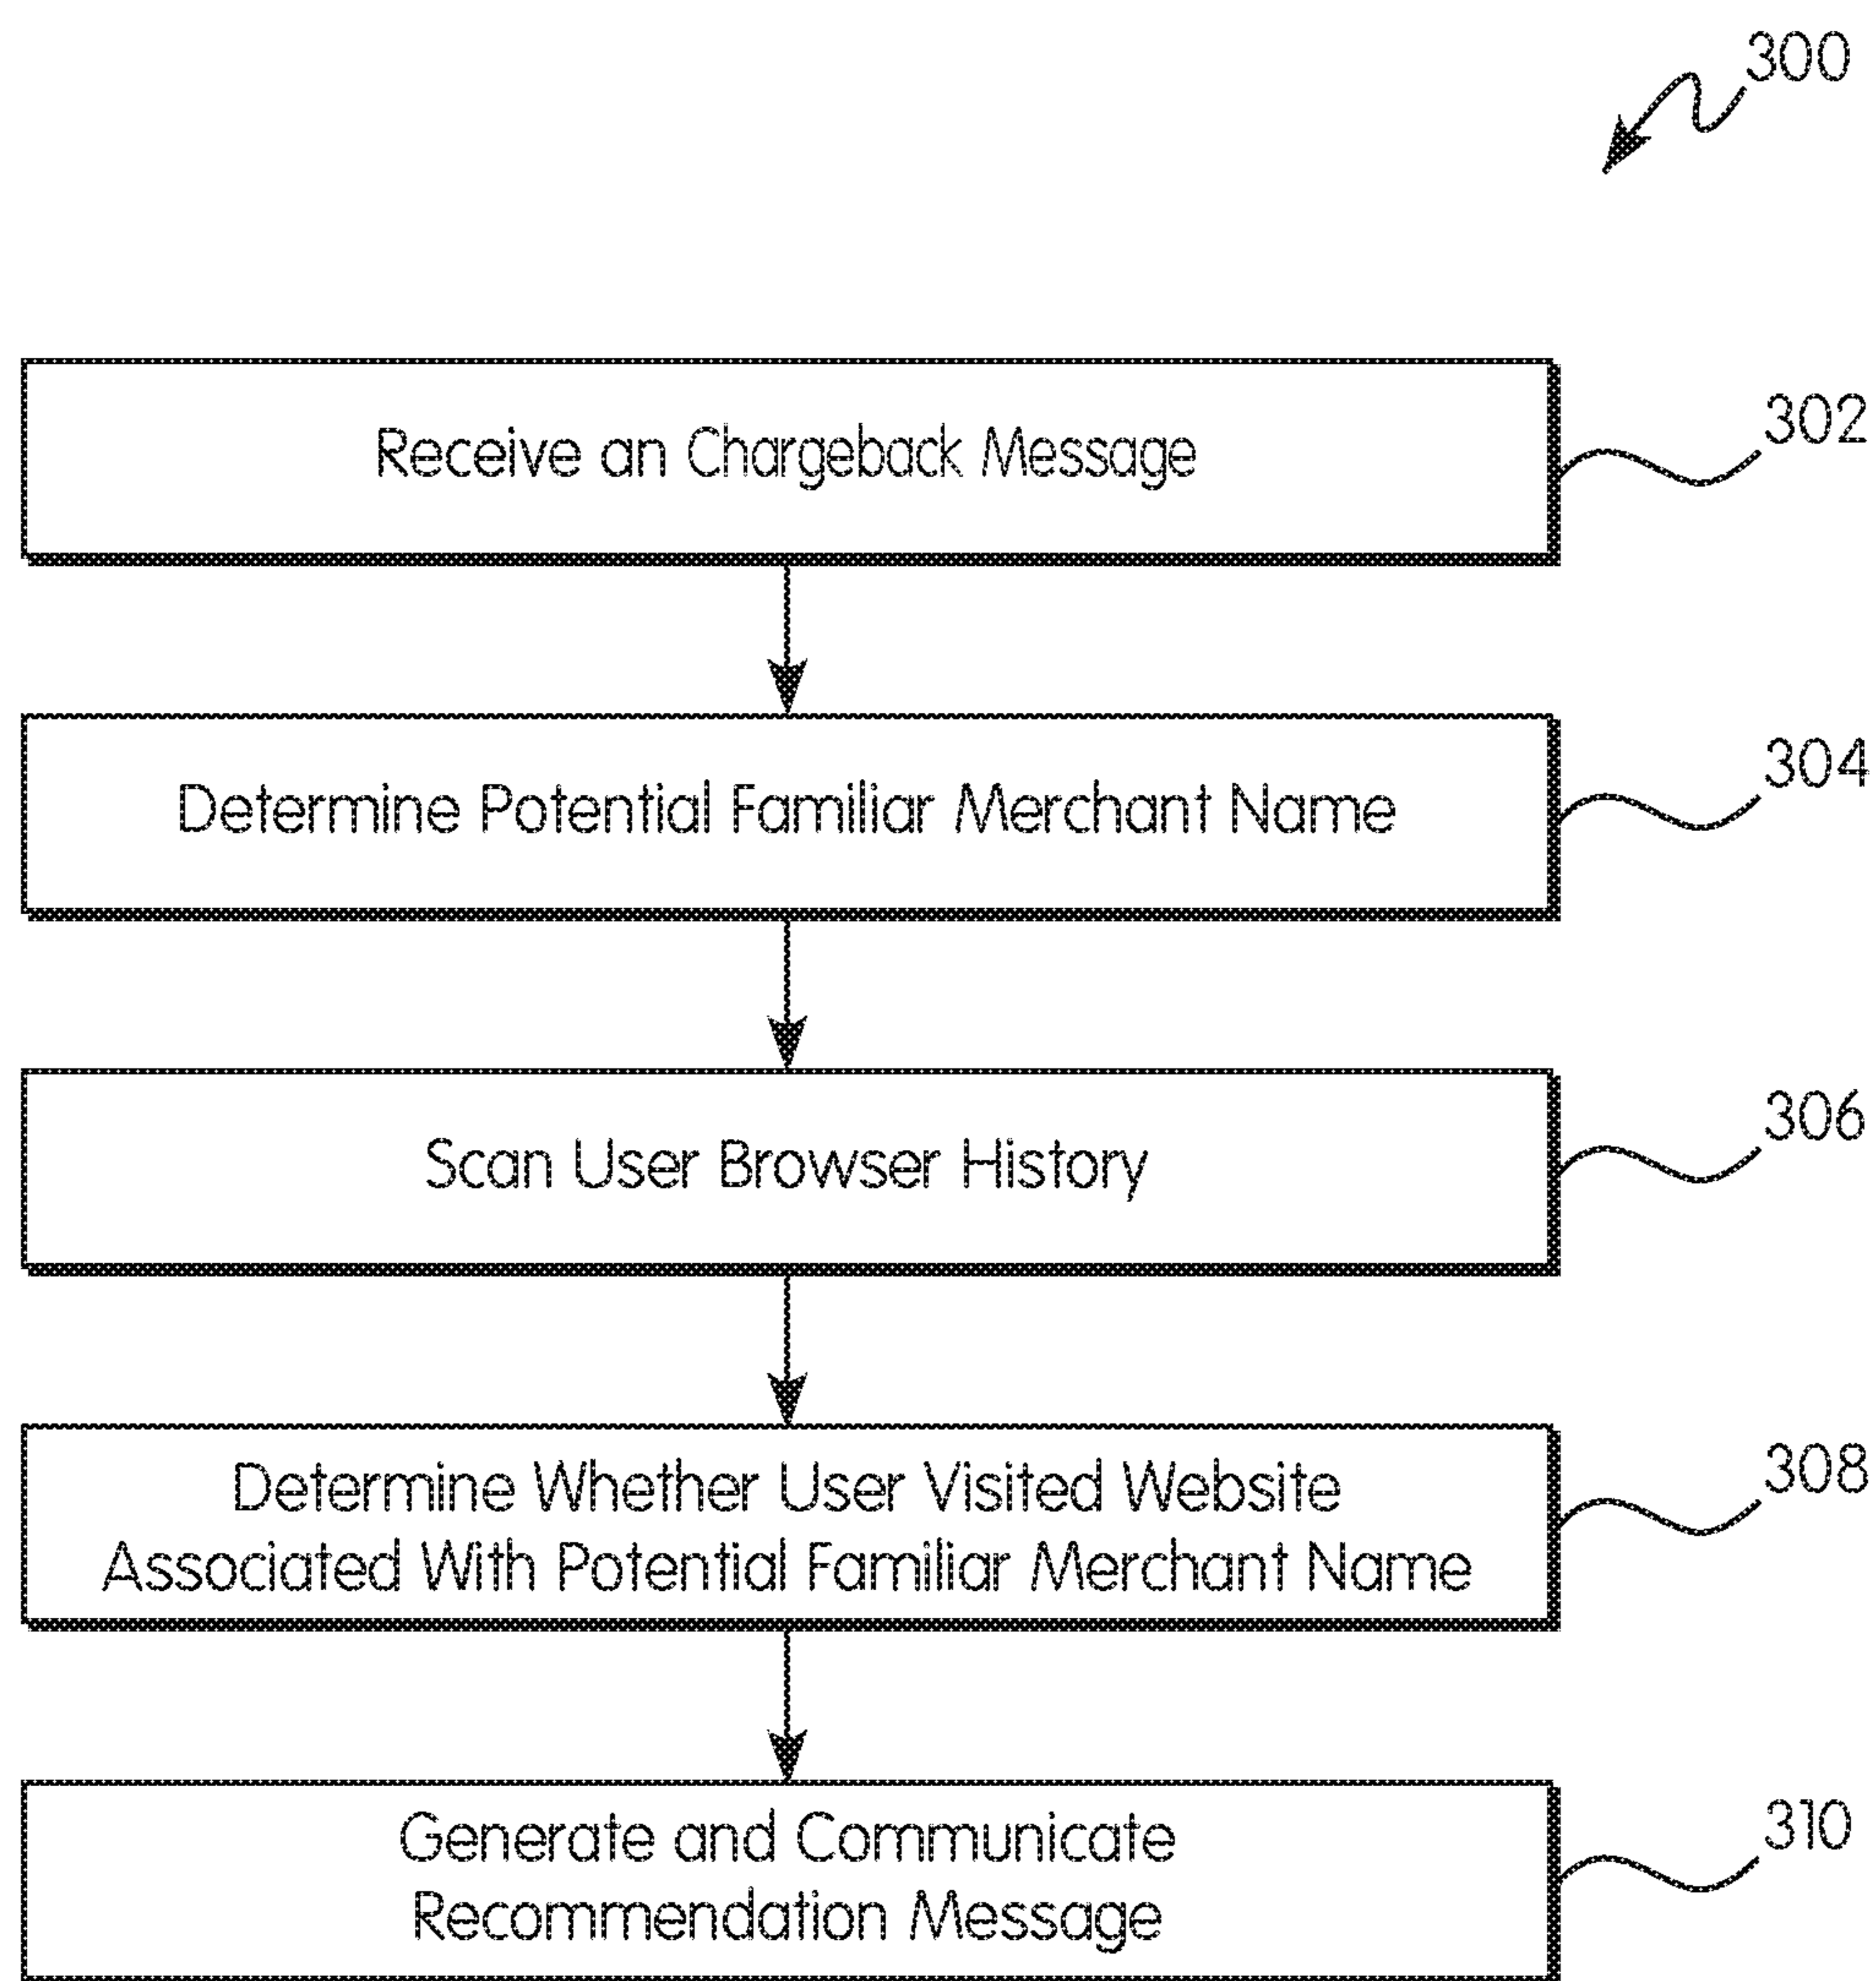 300
Receive an Chargeback Message
302
Determine Potential Familiar Merchant Name
304
Scan User Browser History
306
Determine Whether User Visited Website
Associated With Potential Familiar Merchant Name
308
Generate and Communicate
Recommendation Message
310